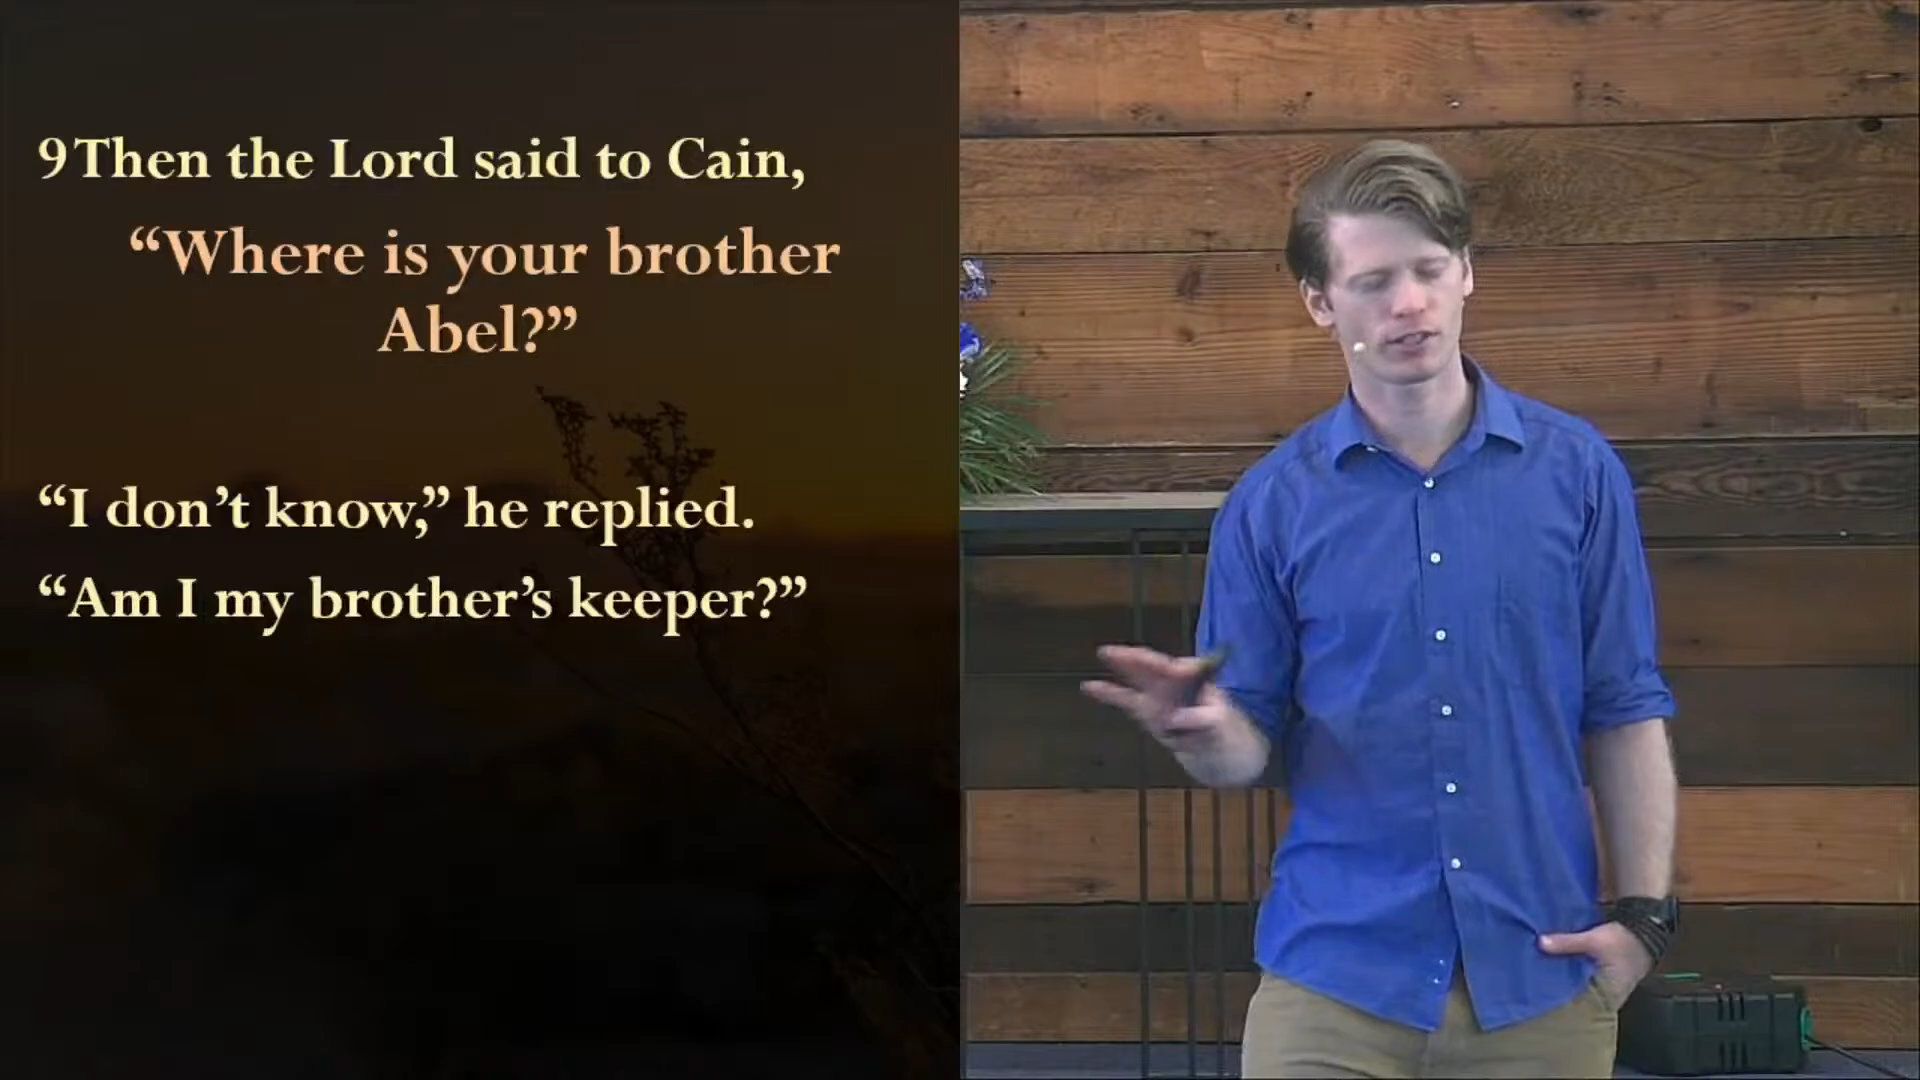 9 Then the Lord said to Cain,
“Where is your brother
Abel?”
“I don’t know,” he replied.
“Am I my brother’s keeper?”